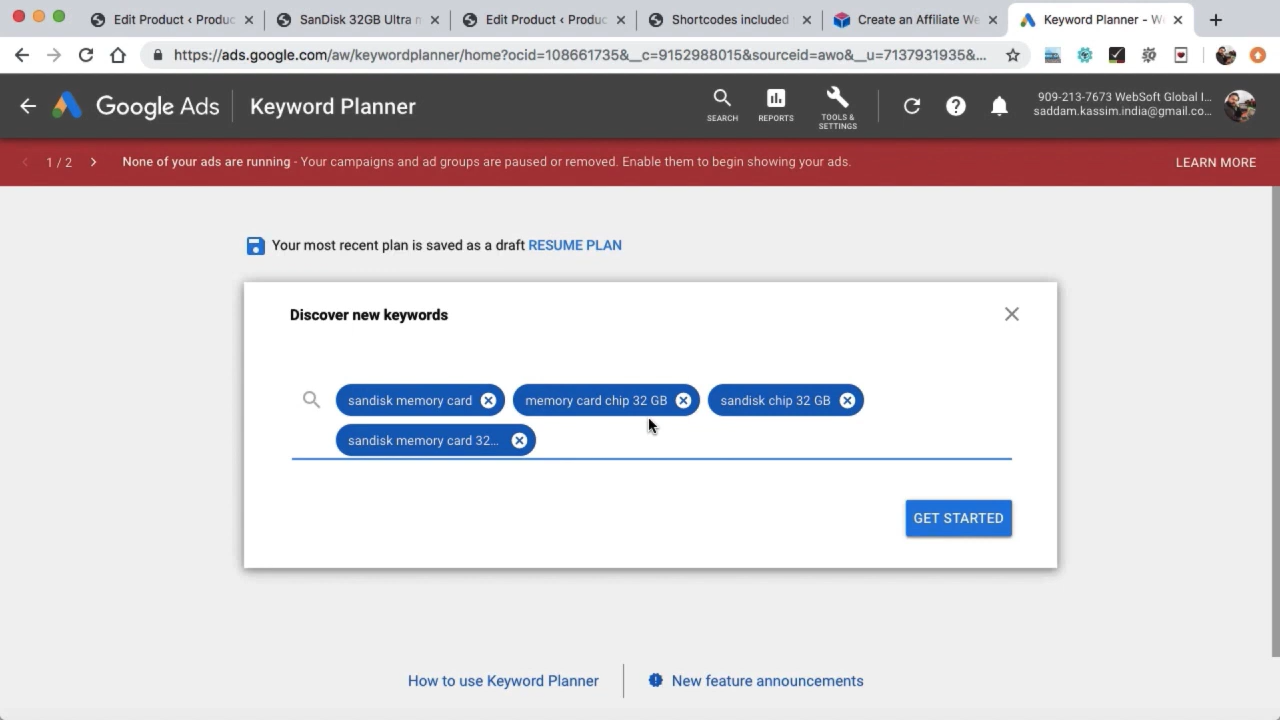 Edit Product ‹ Produc
SanDisk 32GB Ultra n
Edit Product ‹ Produc
Shortcodes included
Create an Affiliate We
Keyword Planner - W
https://ads.google.com/aw/keywordplanner/home?ocid=108661735&__c=9152988015&sourceid=awo&__u=7137931935&...
Google Ads
Keyword Planner
SEARCH
REPORTS
TOOLS &
SETTINGS
909-213-7673 WebSoft Global I...
saddam.kassim.india@gmail.co...
1 / 2
None of your ads are running - Your campaigns and ad groups are paused or removed. Enable them to begin showing your ads.
LEARN MORE
Your most recent plan is saved as a draft RESUME PLAN
Discover new keywords
sandisk memory card
memory card chip 32 GB
sandisk chip 32 GB
sandisk memory card 32...
GET STARTED
How to use Keyword Planner
New feature announcements